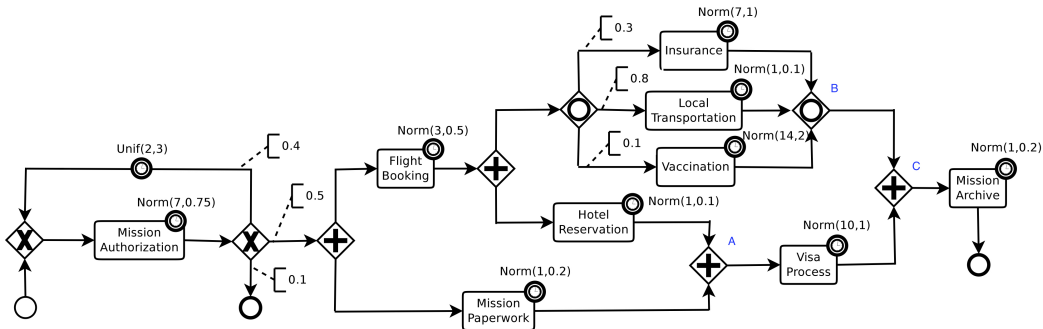 0.3
Norm(7,1)
Insurance
0.8
Norm(1,0.1)
Local
Transportation
B
0.1
Norm(14,2)
Vaccination
Norm(3,0.5)
Flight
Booking
0.4
Unif(2,3)
0.5
Norm(7,0.75)
Mission
Authorization
X
X
0.1
Norm(1,0.1)
Hotel
Reservation
A
Norm(10,1)
Visa
Process
C
Norm(1,0.2)
Mission
Archive
Norm(1,0.2)
Mission
Paperwork